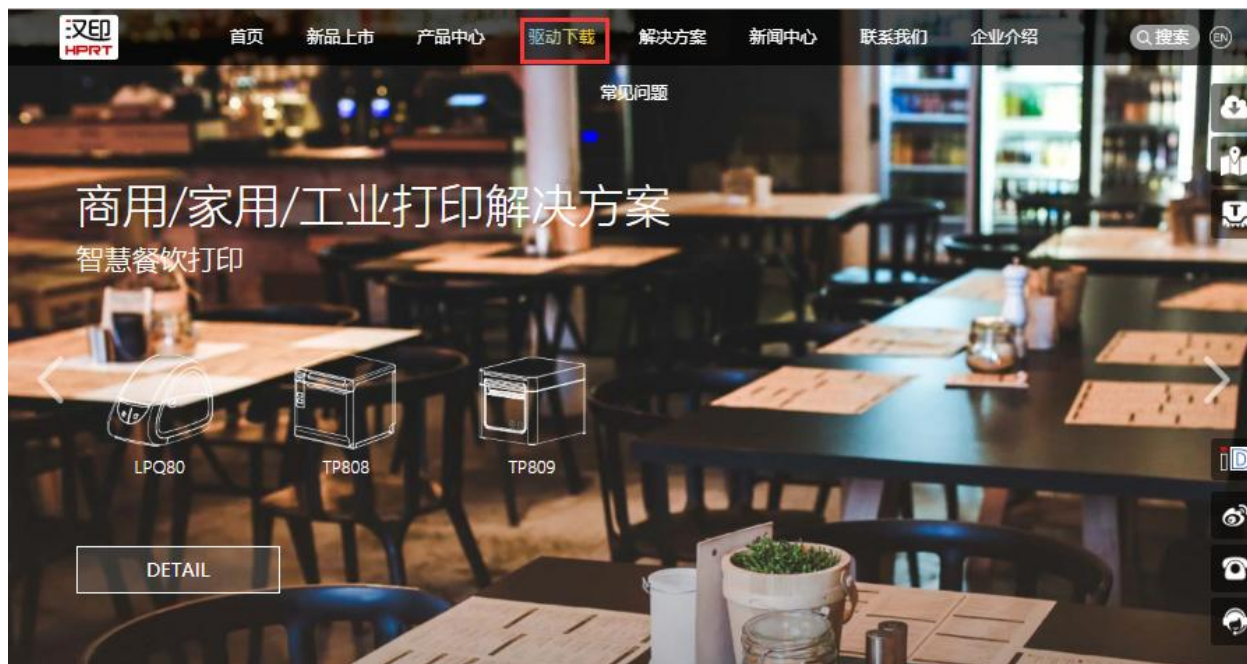 汉印
HPRT
首页 新品上市 产品中心 驱动下载 解决方案 新闻中心 联系我们 企业介绍 搜索 EN
常见问题
商用/家用/工业打印解决方案
智慧餐饮打印
LPQ80 TP808 TP809
DETAIL